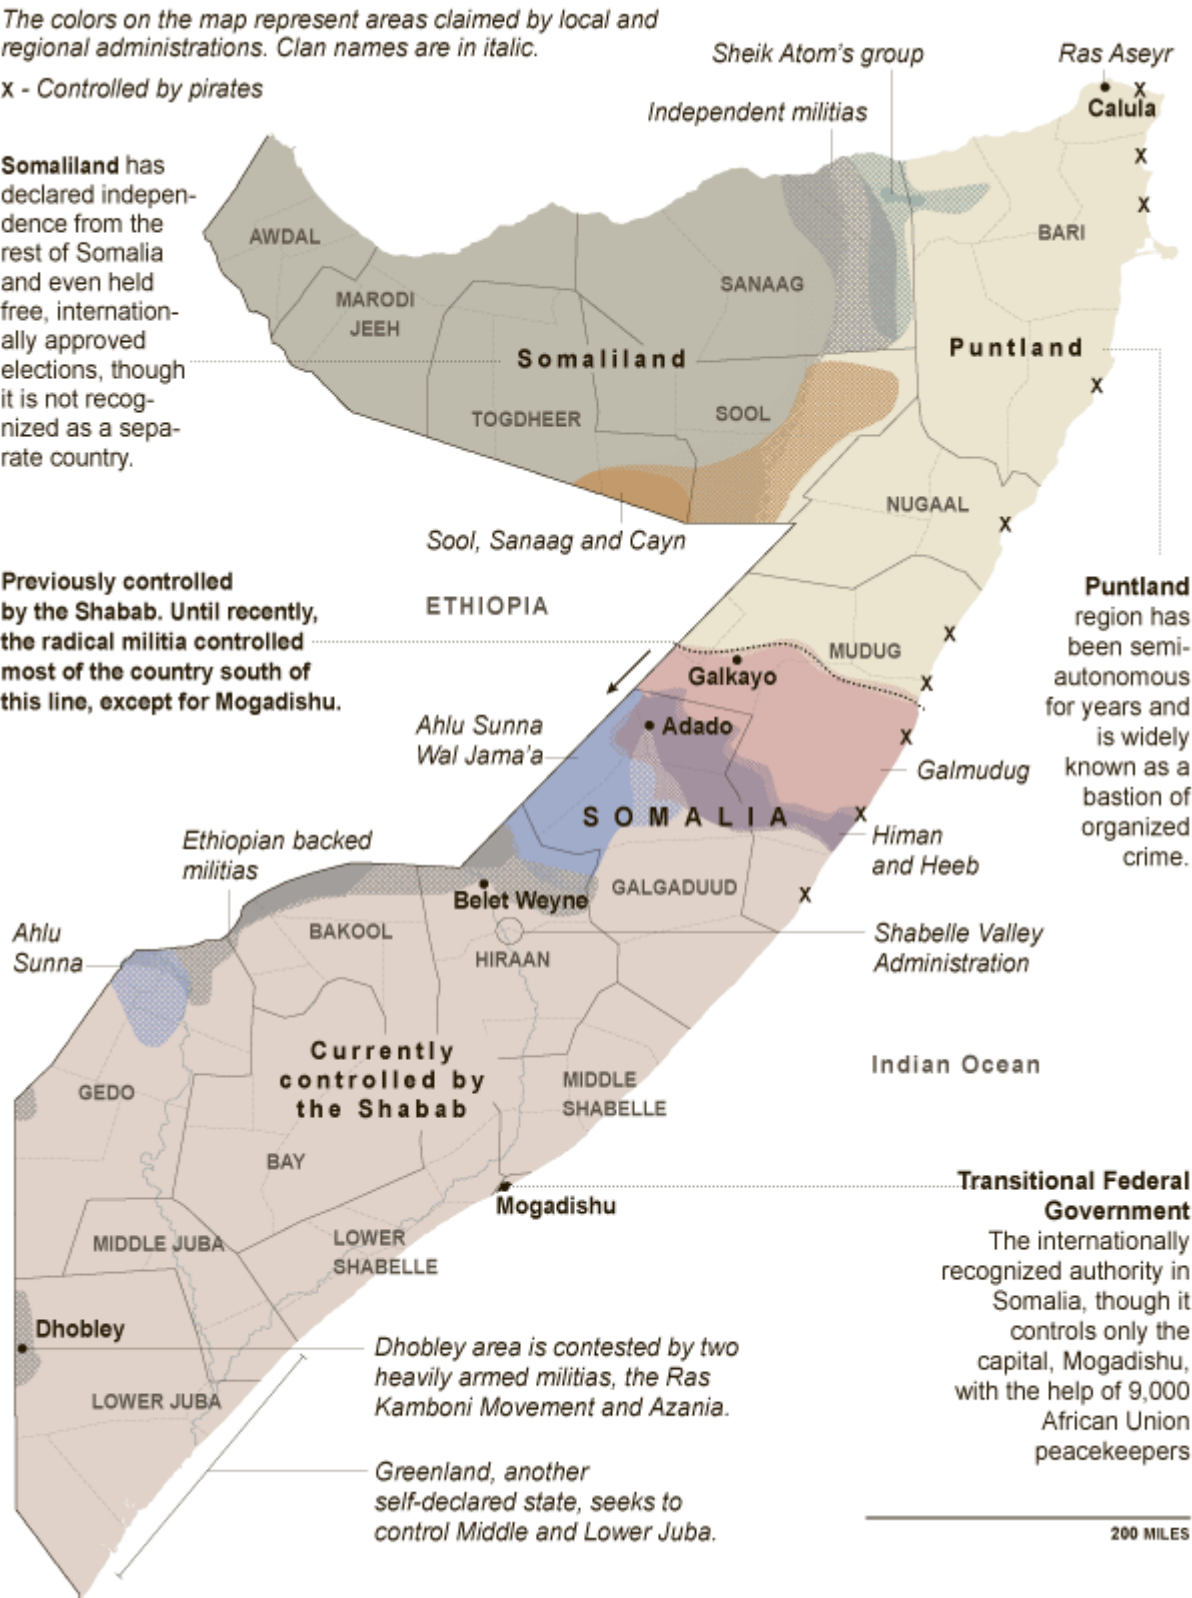 The colors on the map represent areas claimed by local and
regional administrations. Clan names are in italic.
x - Controlled by pirates
Sheik Atom's group
Ras Aseyr
x
Calula
Independent militias
x
x
Somaliland has
declared indepen-
dence from the
rest of Somalia
and even held
free, internation-
ally approved
elections, though
it is not recog-
nized as a sepa-
rate country.
AWDAL
MARODI
JEEH
SANAAG
BARI
Somaliland
Puntland
x
TOGDHEER
SOOL
NUGAAL
x
Sool, Sanaag and Cayn
Previously controlled
by the Shabab. Until recently,
the radical militia controlled
most of the country south of
this line, except for Mogadishu.
ETHIOPIA
Puntland
region has
been semi-
autonomous
for years and
is widely
known as a
bastion of
organized
crime.
x
MUDUG
Galkayo
x
Ahlu Sunna
Wal Jama'a
Adado
x
Galmudug
SOMALIA
x
Himan
and Heeb
Ethiopian backed
militias
GALGADUUD
x
Belet Weyne
Ahlu
Sunna
BAKOOL
HIRAAN
Shabelle Valley
Administration
Currently
controlled by
the Shabab
Indian Ocean
GEDO
MIDDLE
SHABELLE
BAY
Mogadishu
Transitional Federal
Government
The internationally
recognized authority in
Somalia, though it
controls only the
capital, Mogadishu,
with the help of 9,000
African Union
peacekeepers
MIDDLE JUBA
LOWER
SHABELLE
Dhobley
Dhobley area is contested by two
heavily armed militias, the Ras
Kamboni Movement and Azania.
LOWER JUBA
Greenland, another
self-declared state, seeks to
control Middle and Lower Juba.
200 MILES